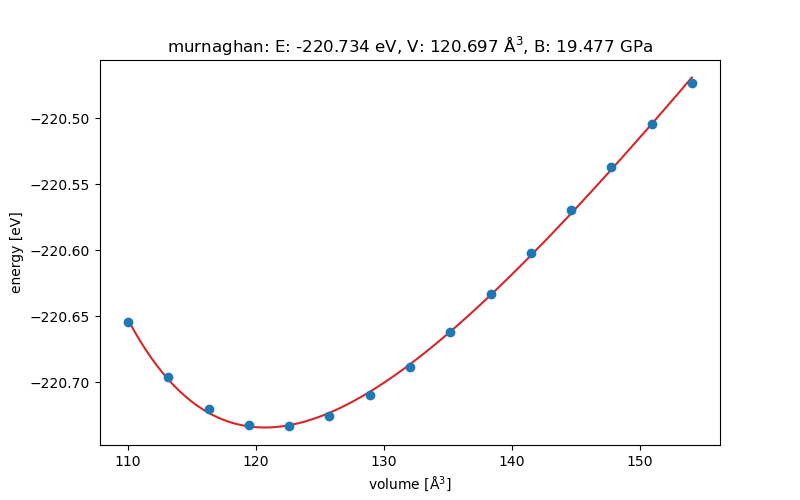 murnaghan: E: -220.734 eV, V: 120.697 Å³, B: 19.477 GPa
energy [eV]
−220.50
−220.55
−220.60
−220.65
−220.70
110 120 130 140 150
volume [Å³]